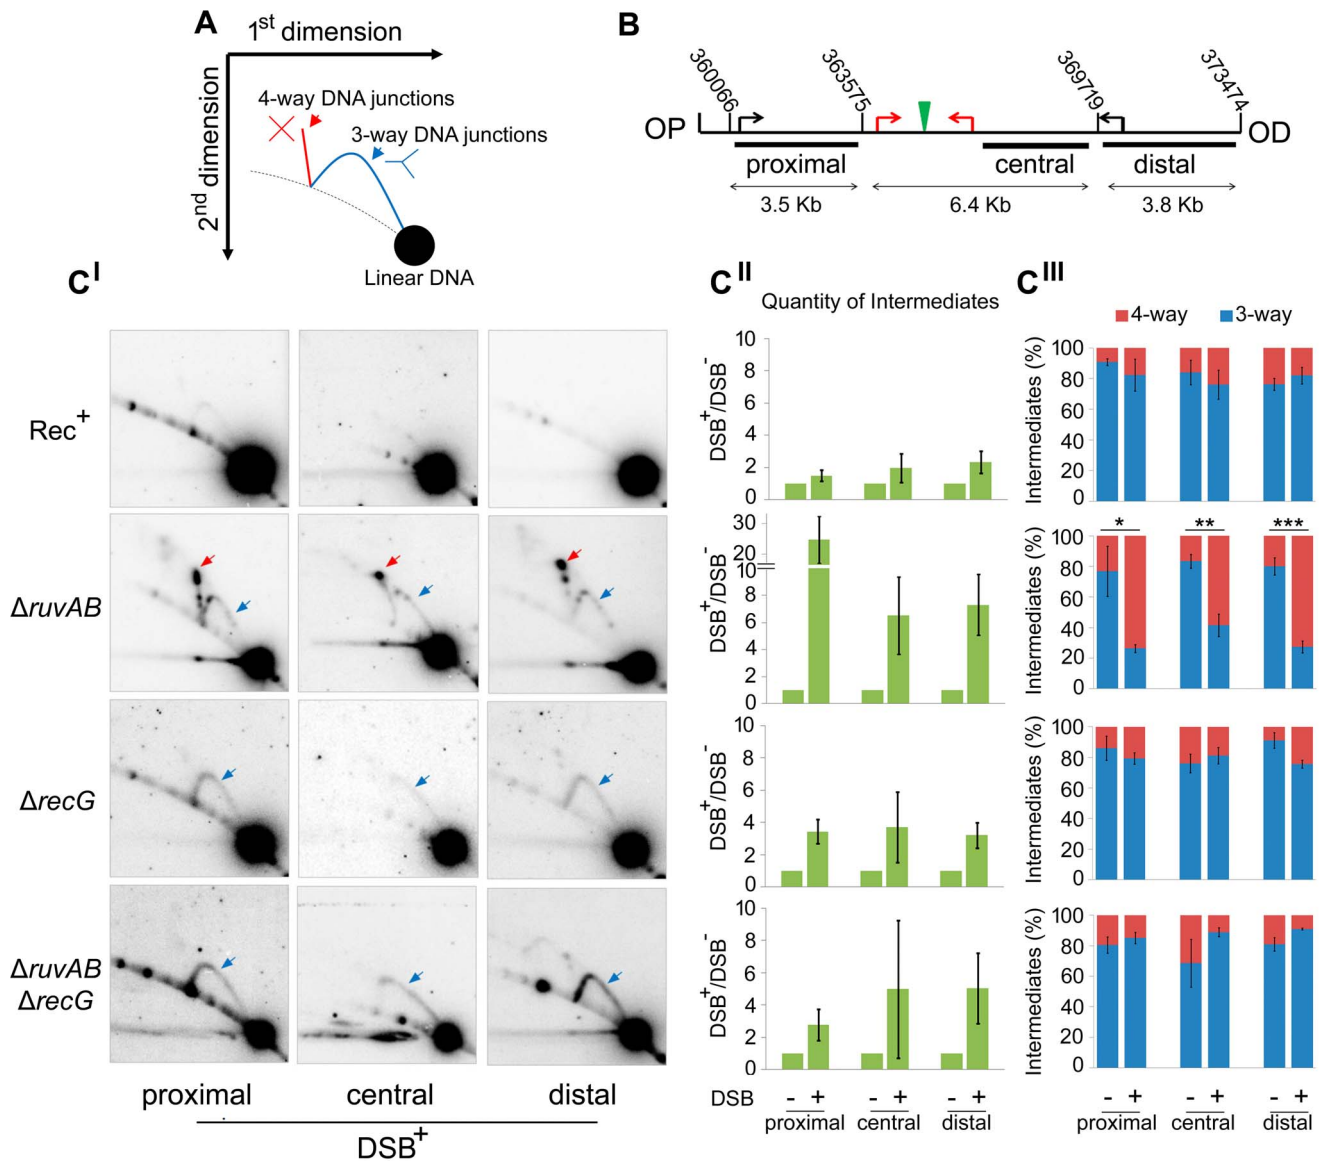 A
1st dimension
2nd dimension
4-way DNA junctions
3-way DNA junctions
Linear DNA
B
360066
363575
369719
373474
OP
OD
proximal
central
distal
3.5 Kb
6.4 Kb
3.8 Kb
CI
Rec+
ΔruvAB
ΔrecG
ΔruvAB
ΔrecG
proximal central distal
DSB+
CII
Quantity of Intermediates
DSB+/DSB-
10
8
6
4
2
0
DSB+/DSB-
30
20
10
8
6
4
2
0
DSB+/DSB-
10
8
6
4
2
0
DSB+/DSB-
10
8
6
4
2
0
DSB - + - + - +
proximal central distal
CIII
4-way 3-way
Intermediates (%)
100
80
60
40
20
0
Intermediates (%)
100
80
60
40
20
0
* ** ***
Intermediates (%)
100
80
60
40
20
0
Intermediates (%)
100
80
60
40
20
0
- + - + - +
proximal central distal